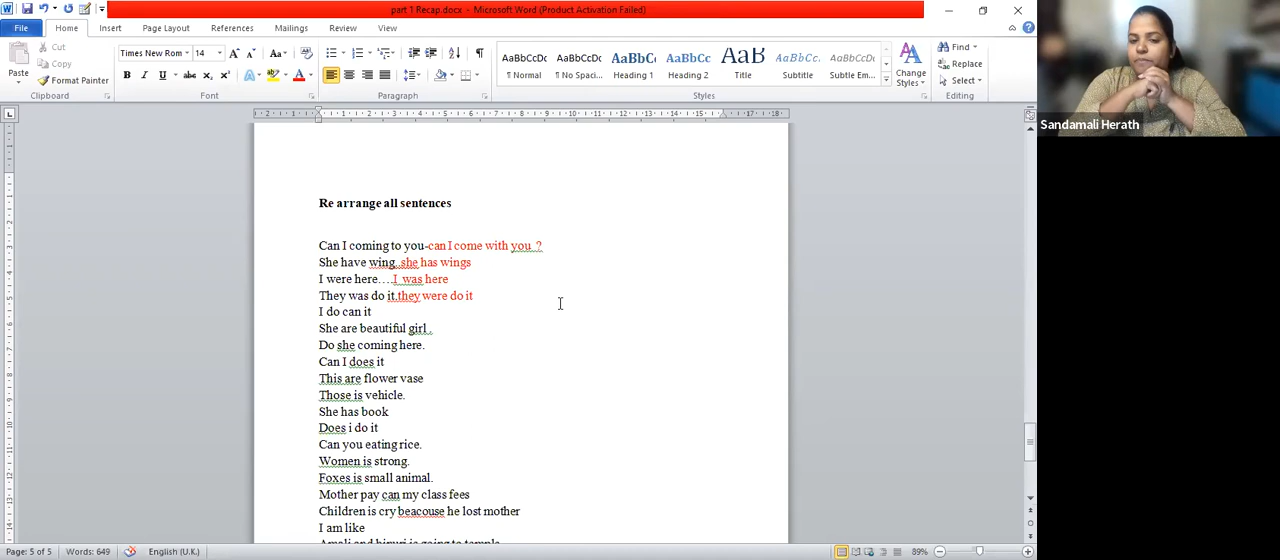 part 1 Recap.docx - Microsoft Word (Product Activation Failed)
File Home Insert Page Layout References Mailings Review View
Cut
Copy
Format Painter
Paste
Clipboard
Times New Rom 14
Font
Paragraph
AaBbCcDc AaBbCcDc AaBbC AaBbCc AaB AaBbCc. AaBbCcDc
¶ Normal ¶ No Spaci... Heading 1 Heading 2 Title Subtitle Subtle Em...
Styles
Change Styles
Find
Replace
Select
Editing
Sandamali Herath
Re arrange all sentences
Can I coming to you-can I come with you ?
She have wing..she has wings
I were here….I was here
They was do it.they were do it
I do can it
She are beautiful girl .
Do she coming here.
Can I does it
This are flower vase
Those is vehicle.
She has book
Does i do it
Can you eating rice.
Women is strong.
Foxes is small animal.
Mother pay can my class fees
Children is cry beacouse he lost mother
I am like
Page: 5 of 5 Words: 649 English (U.K.) 89%